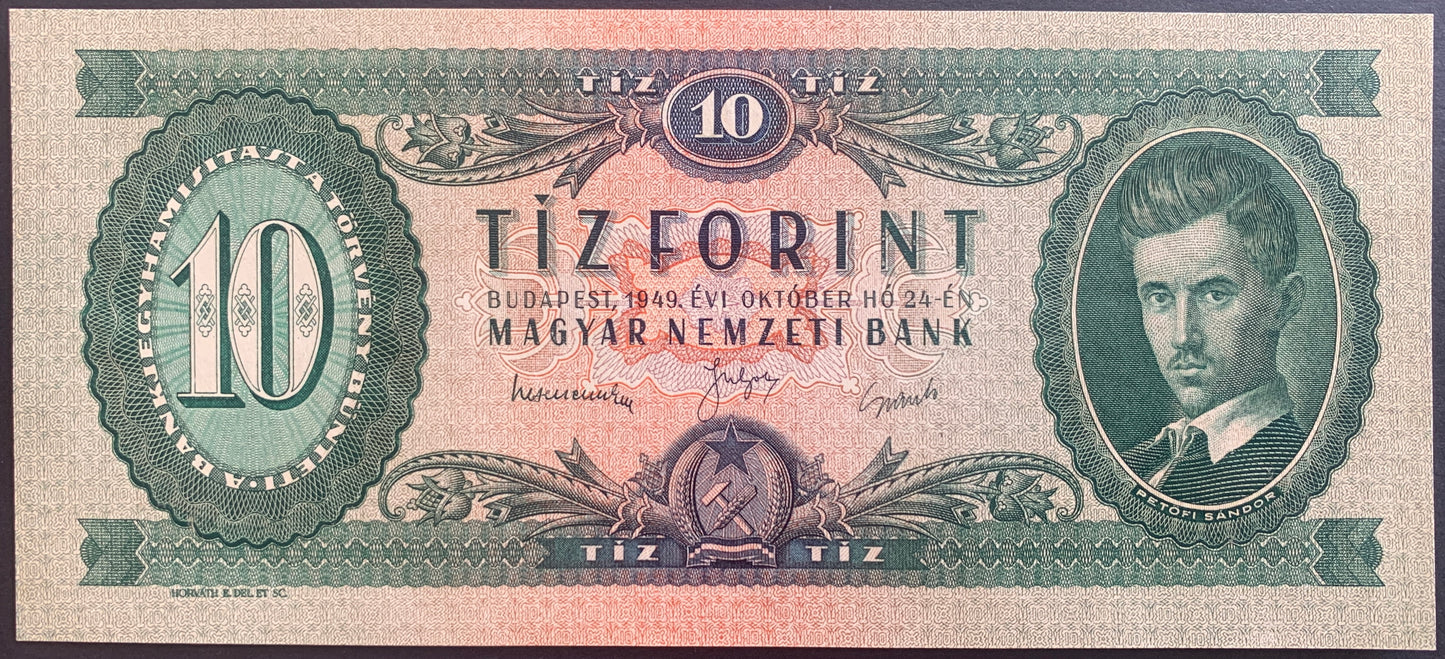 TÍZ 10 TÍZ
A BANKJEGYHAMISITÁST A TÖRVÉNY BÜNTETI ·
10
TÍZ FORINT
BUDAPEST, 1949. ÉVI OKTÓBER HÓ 24-ÉN
MAGYAR NEMZETI BANK
PETŐFI SÁNDOR
TÍZ TÍZ
HORVÁTH E. DEL. ET SC.